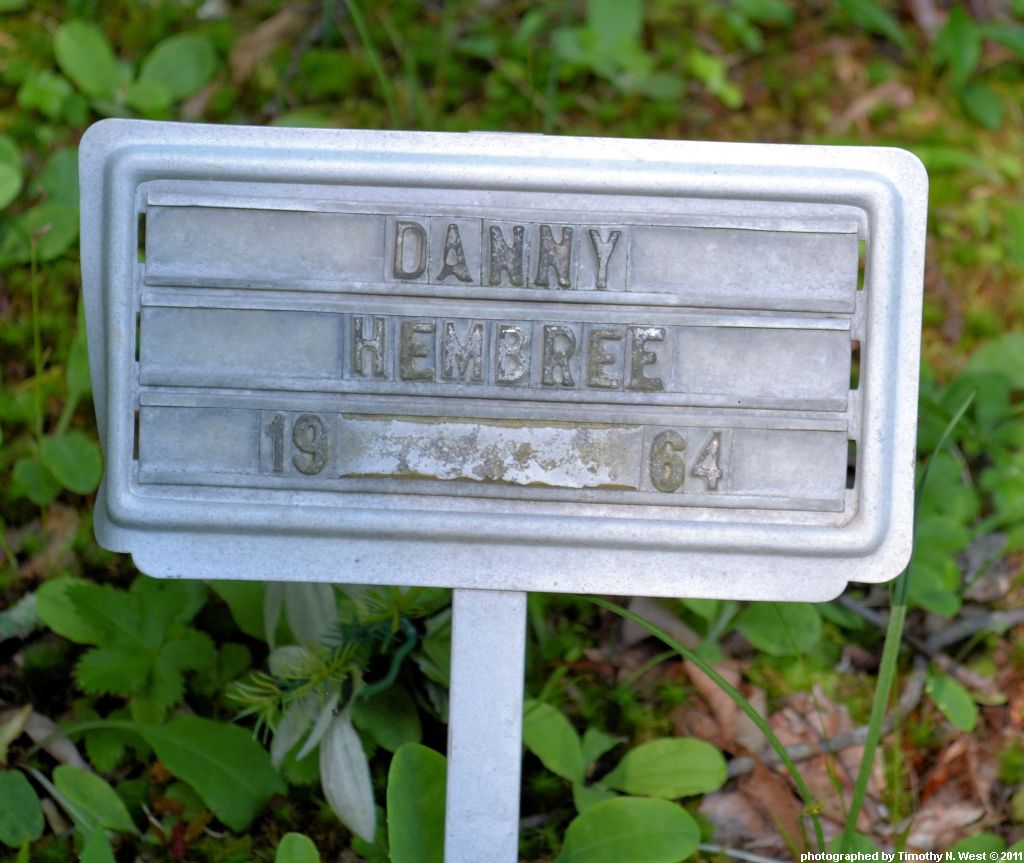 DANNY
HEMBREE
19 64
photographed by Timothy N. West © 2011